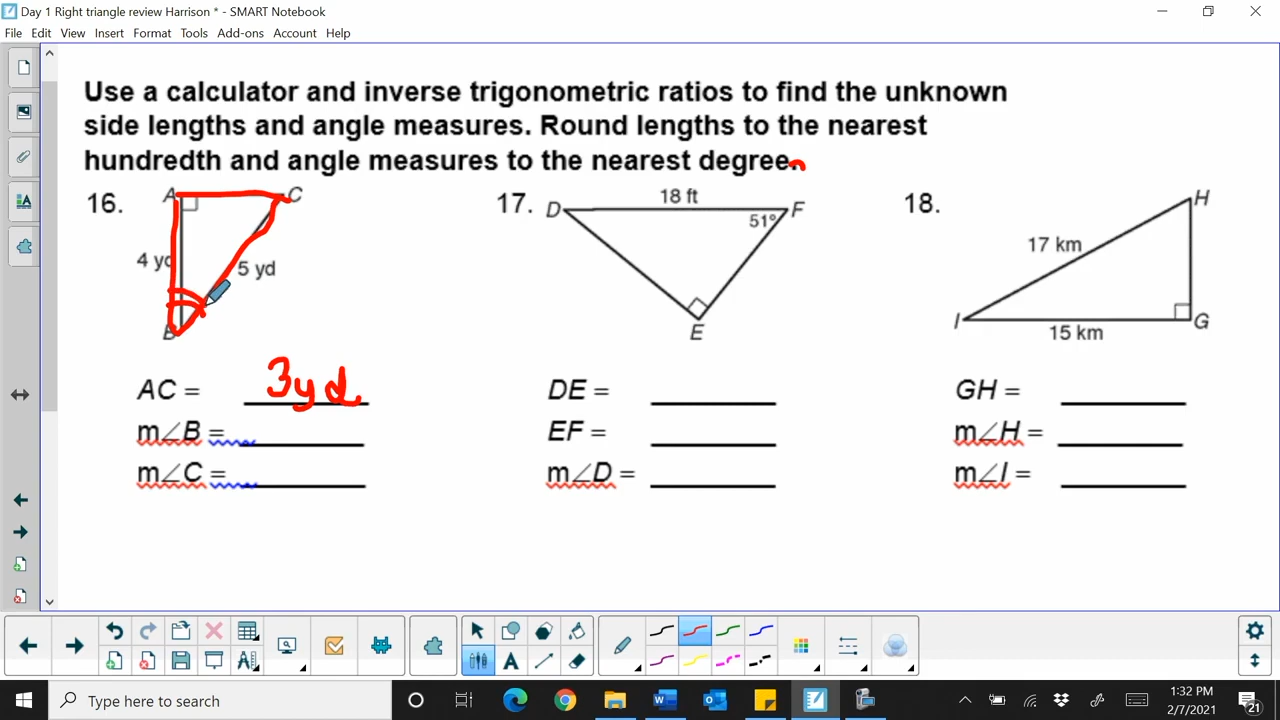 Day 1 Right triangle review Harrison * - SMART Notebook
File Edit View Insert Format Tools Add-ons Account Help
Use a calculator and inverse trigonometric ratios to find the unknown
side lengths and angle measures. Round lengths to the nearest
hundredth and angle measures to the nearest degree.
16. A C 4 yd 5 yd B
17. D 18 ft F 51° E
18. H 17 km I 15 km G
AC = 3yd DE = GH =
m∠B = EF = m∠H =
m∠C = m∠D = m∠I =
Type here to search
1:32 PM
2/7/2021
21